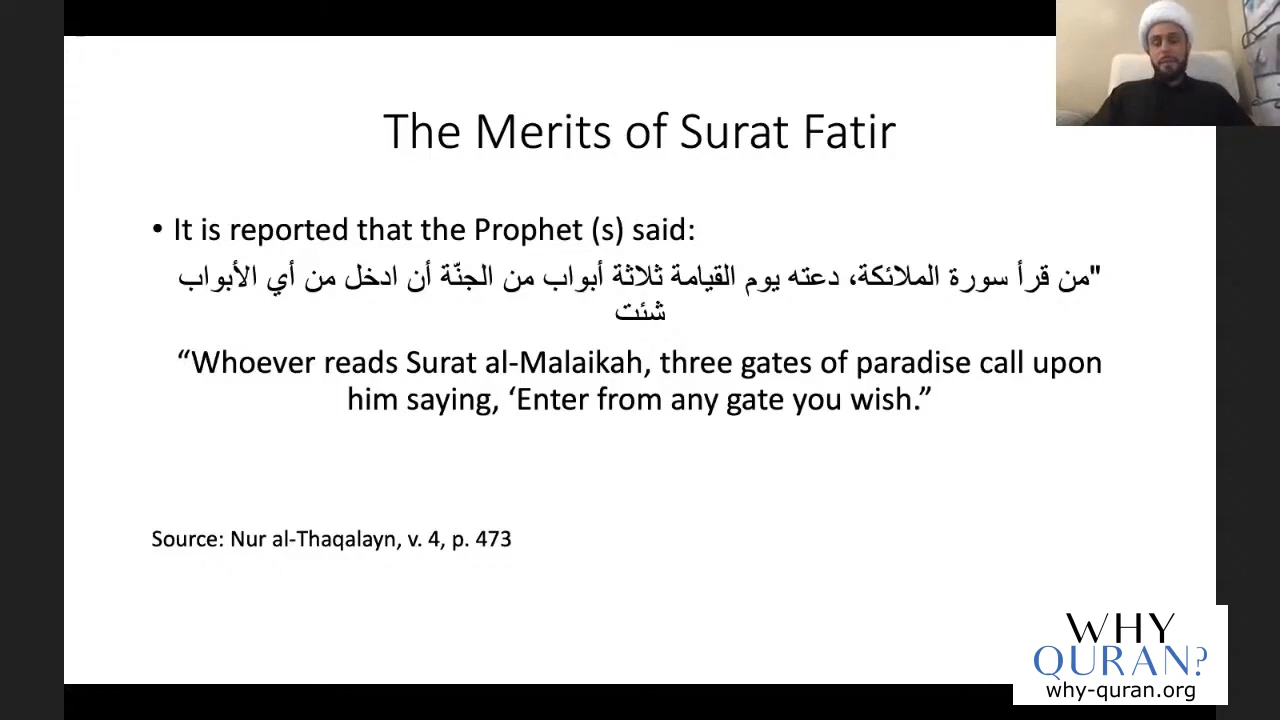 The Merits of Surat Fatir
• It is reported that the Prophet (s) said:
"من قرأ سورة الملائكة، دعته يوم القيامة ثلاثة أبواب من الجنّة أن ادخل من أي الأبواب
شئت
“Whoever reads Surat al-Malaikah, three gates of paradise call upon
him saying, ‘Enter from any gate you wish.”
Source: Nur al-Thaqalayn, v. 4, p. 473
WHY
QURAN?
why-quran.org